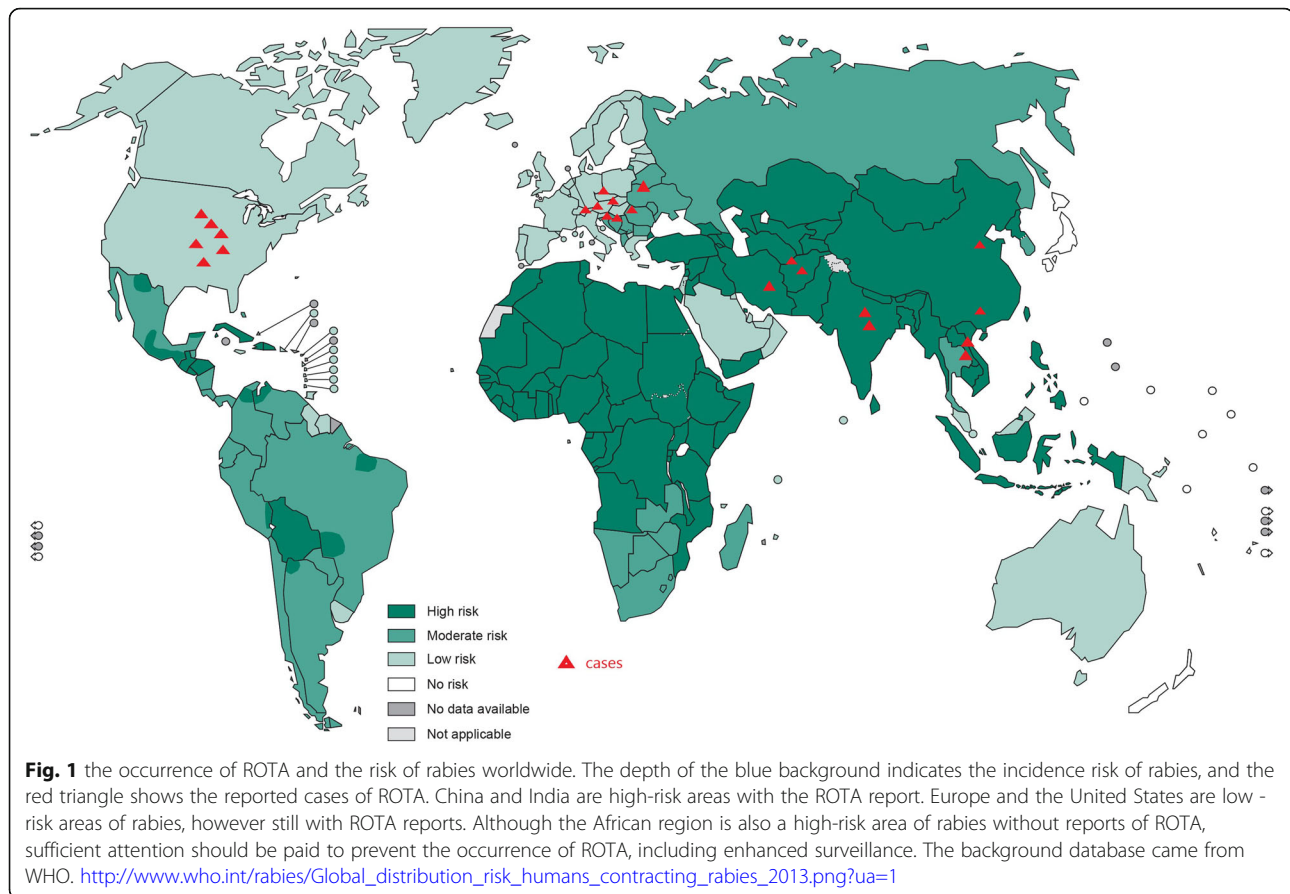 High risk
Moderate risk
Low risk
No risk
No data available
Not applicable
cases
Fig. 1 the occurrence of ROTA and the risk of rabies worldwide. The depth of the blue background indicates the incidence risk of rabies, and the
red triangle shows the reported cases of ROTA. China and India are high-risk areas with the ROTA report. Europe and the United States are low -
risk areas of rabies, however still with ROTA reports. Although the African region is also a high-risk area of rabies without reports of ROTA,
sufficient attention should be paid to prevent the occurrence of ROTA, including enhanced surveillance. The background database came from
WHO. http://www.who.int/rabies/Global_distribution_risk_humans_contracting_rabies_2013.png?ua=1